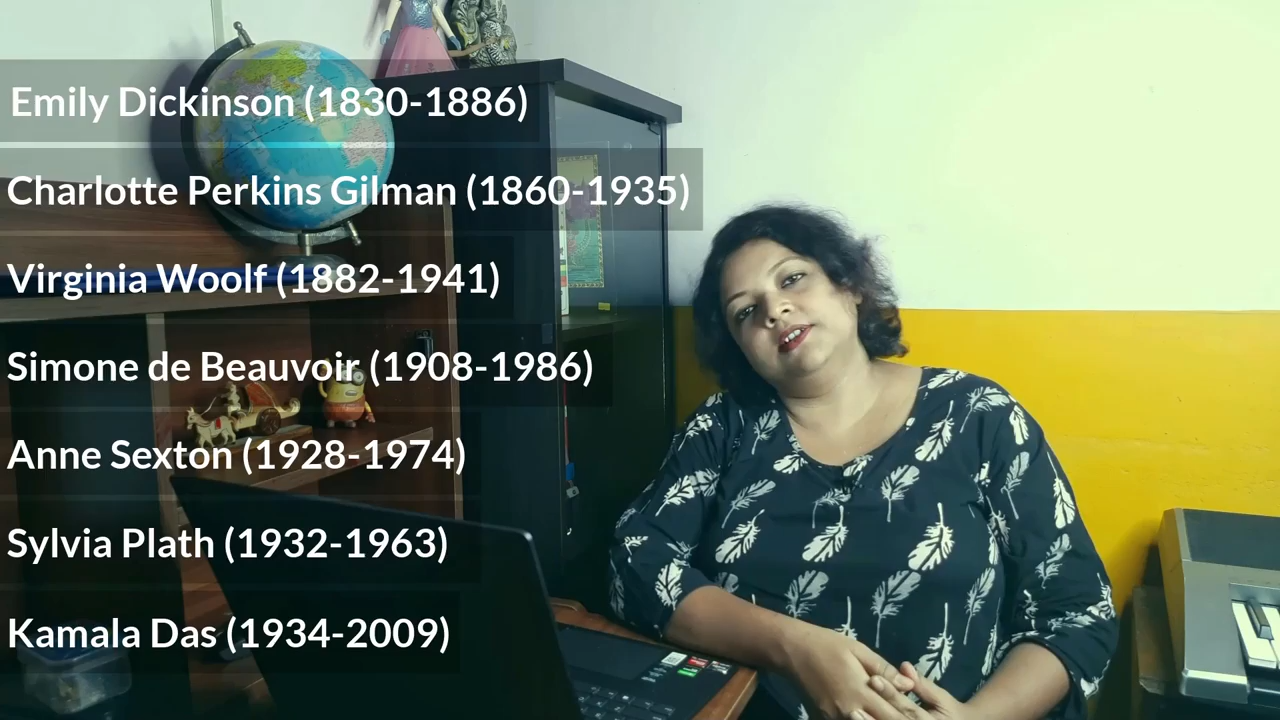 Emily Dickinson (1830-1886)
Charlotte Perkins Gilman (1860-1935)
Virginia Woolf (1882-1941)
Simone de Beauvoir (1908-1986)
Anne Sexton (1928-1974)
Sylvia Plath (1932-1963)
Kamala Das (1934-2009)